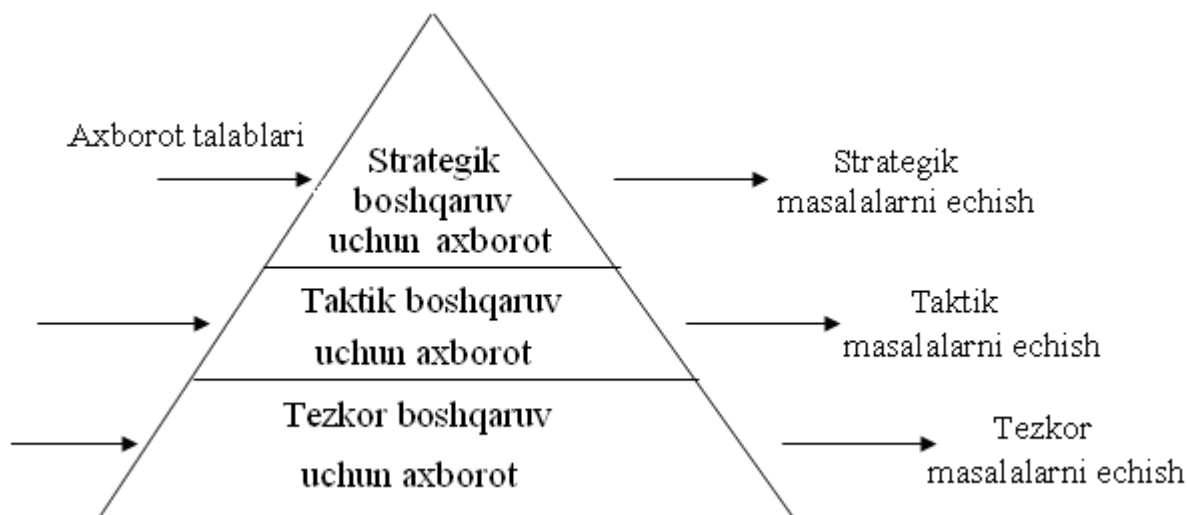 Axborot talablari
Strategik
boshqaruv
uchun axborot
Strategik
masalalarni echish
Taktik boshqaruv
uchun axborot
Taktik
masalalarni echish
Tezkor boshqaruv
uchun axborot
Tezkor
masalalarni echish